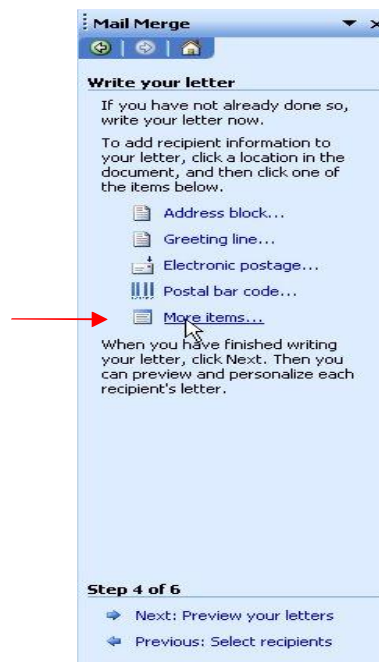 Mail Merge
Write your letter
If you have not already done so,
write your letter now.
To add recipient information to
your letter, click a location in the
document, and then click one of
the items below.
Address block...
Greeting line...
Electronic postage...
Postal bar code...
More items...
When you have finished writing
your letter, click Next. Then you
can preview and personalize each
recipient's letter.
Step 4 of 6
Next: Preview your letters
Previous: Select recipients